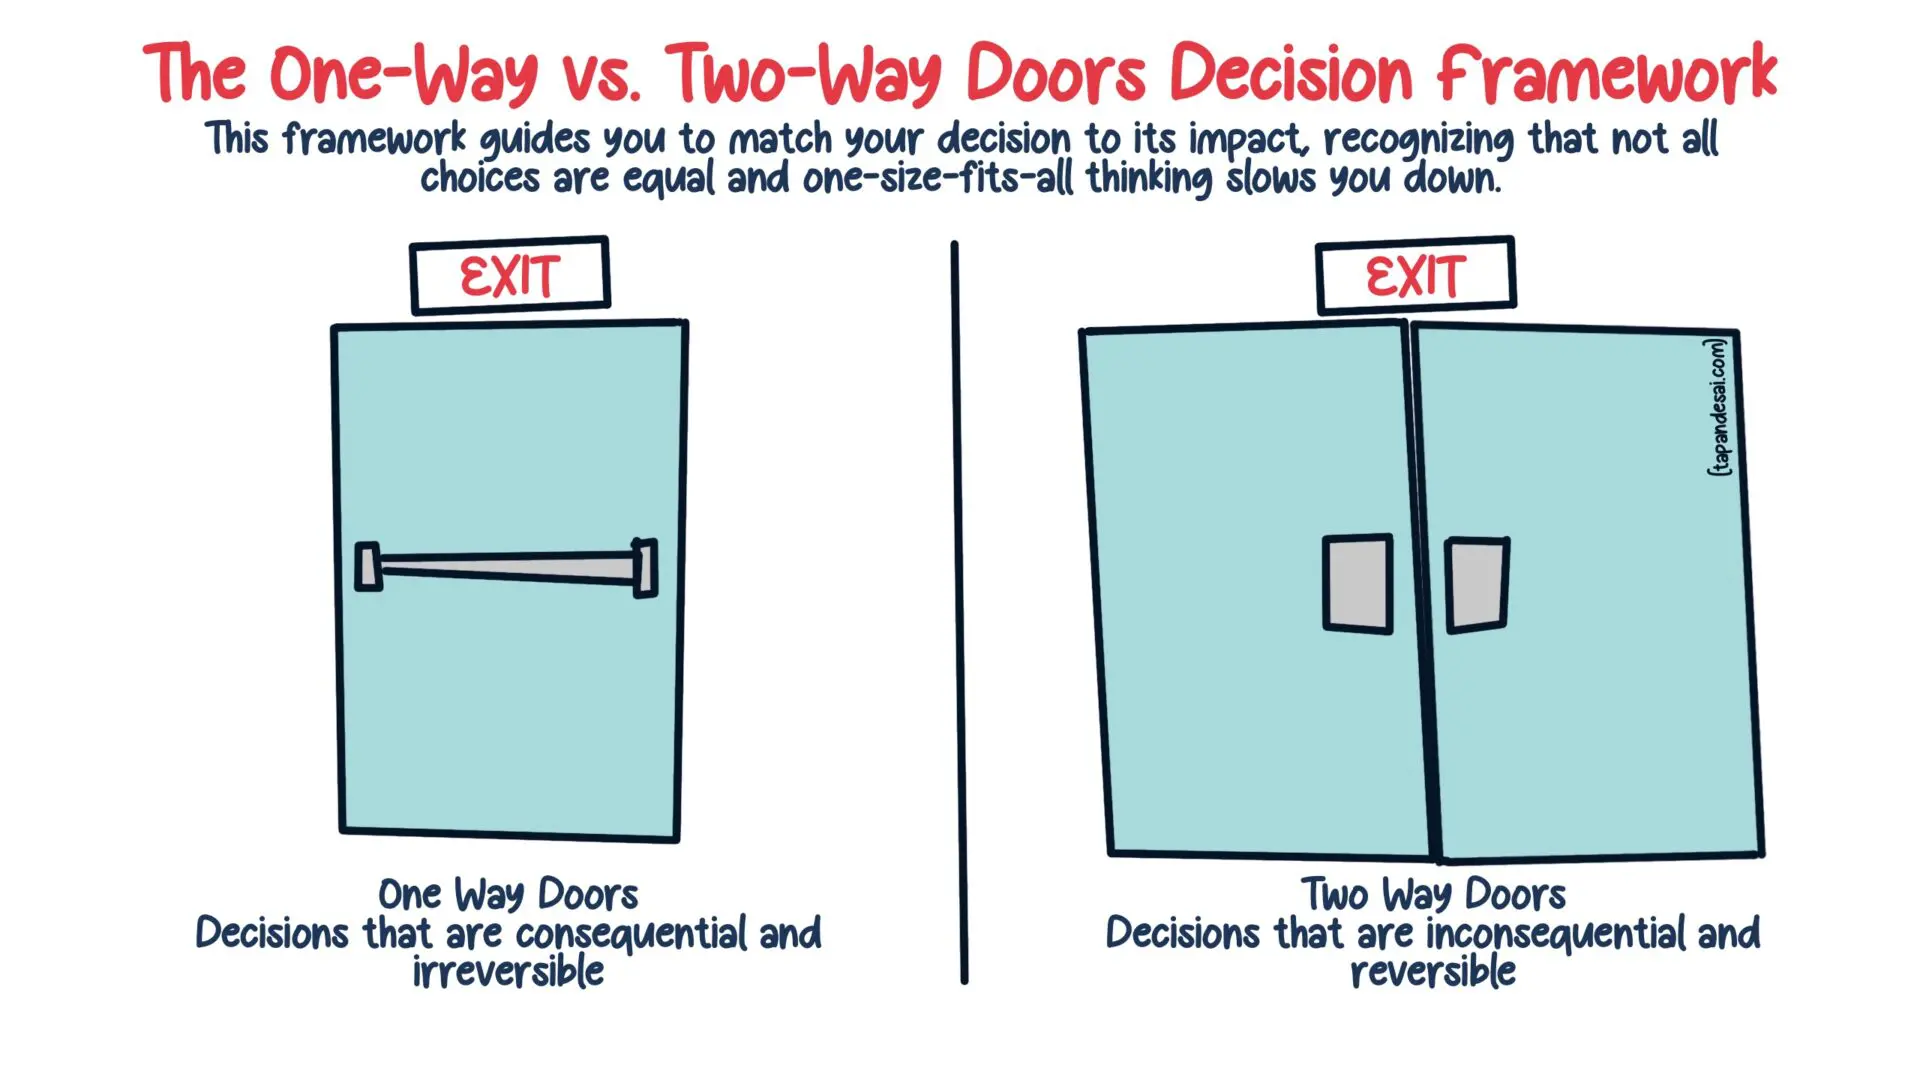 The One-Way vs. Two-Way Doors Decision Framework
This framework guides you to match your decision to its impact, recognizing that not all
choices are equal and one-size-fits-all thinking slows you down.
EXIT
One Way Doors
Decisions that are consequential and
irreversible
EXIT
(tapandesai.com)
Two Way Doors
Decisions that are inconsequential and
reversible